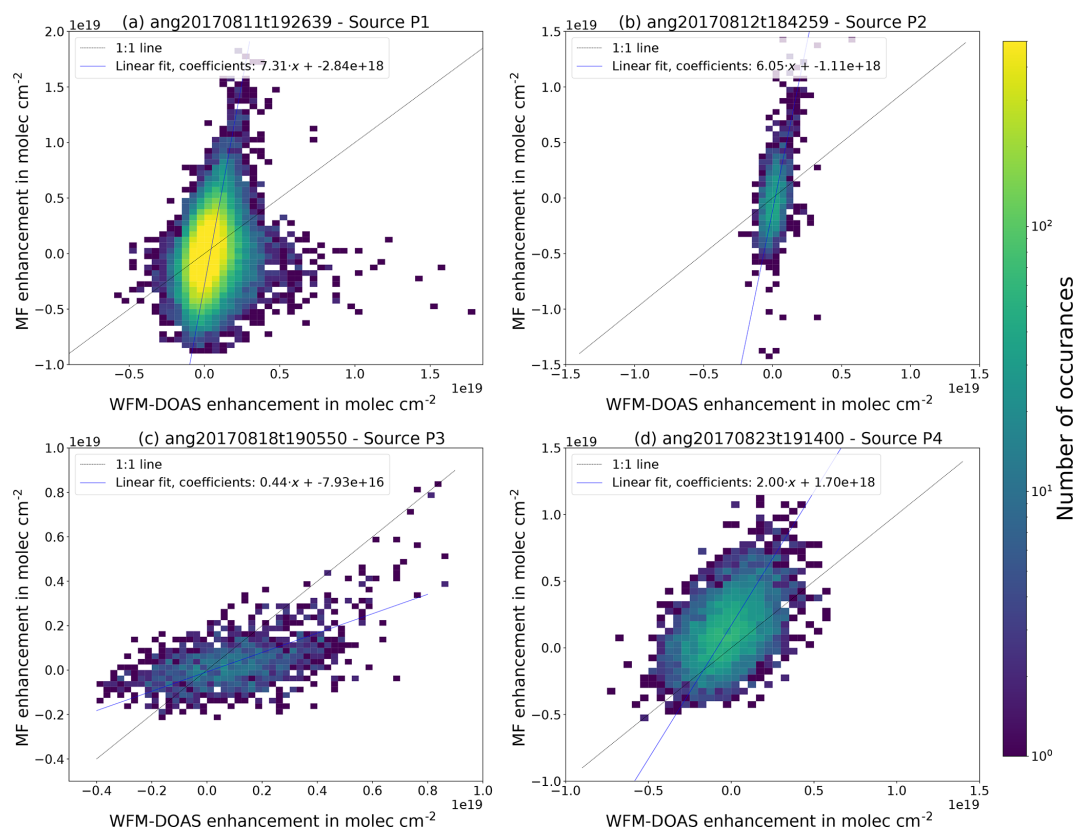 (a) ang20170811t192639 - Source P1
1e19
2.0
1.5
1.0
0.5
0.0
−0.5
−1.0
MF enhancement in molec cm-2
1:1 line
Linear fit, coefficients: 7.31·x + -2.84e+18
−0.5 0.0 0.5 1.0 1.5
1e19
WFM-DOAS enhancement in molec cm-2
(b) ang20170812t184259 - Source P2
1e19
1.5
1.0
0.5
0.0
−0.5
−1.0
−1.5
MF enhancement in molec cm-2
1:1 line
Linear fit, coefficients: 6.05·x + -1.11e+18
−1.5 −1.0 −0.5 0.0 0.5 1.0 1.5
1e19
WFM-DOAS enhancement in molec cm-2
(c) ang20170818t190550 - Source P3
1e19
1.0
0.8
0.6
0.4
0.2
0.0
−0.2
−0.4
MF enhancement in molec cm-2
1:1 line
Linear fit, coefficients: 0.44·x + -7.93e+16
−0.4 −0.2 0.0 0.2 0.4 0.6 0.8 1.0
1e19
WFM-DOAS enhancement in molec cm-2
(d) ang20170823t191400 - Source P4
1e19
1.5
1.0
0.5
0.0
−0.5
−1.0
MF enhancement in molec cm-2
1:1 line
Linear fit, coefficients: 2.00·x + 1.70e+18
−1.0 −0.5 0.0 0.5 1.0 1.5
1e19
WFM-DOAS enhancement in molec cm-2
10²
10¹
10⁰
Number of occurances